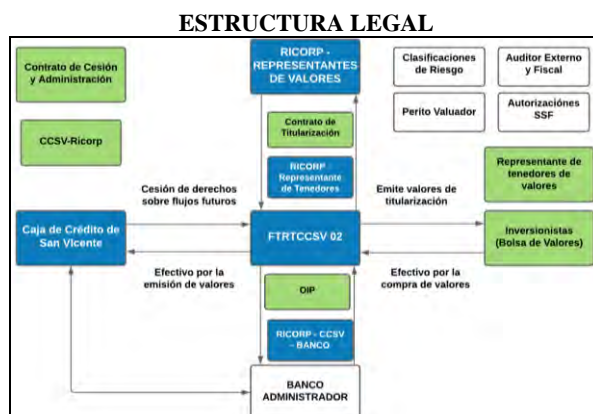 ESTRUCTURA LEGAL
Contrato de Cesión
y Administración
RICORP -
REPRESENTANTES
DE VALORES
Clasificaciones
de Riesgo
Auditor Externo
y Fiscal
Perito Valuador
Autorizaciónes
SSF
CCSV-Ricorp
Contrato de
Titularización
RICORP -
Representante
de Tenedores
Representante de
tenedores de
valores
Cesión de derechos
sobre flujos futuros
Emite valores de
titularización
Caja de Crédito de
San Vicente
FTRTCCSV 02
Inversionistas
(Bolsa de Valores)
Efectivo por la
emisión de valores
Efectivo por la
compra de valores
OIP
RICORP - CCSV
- BANCO
BANCO
ADMINISTRADOR